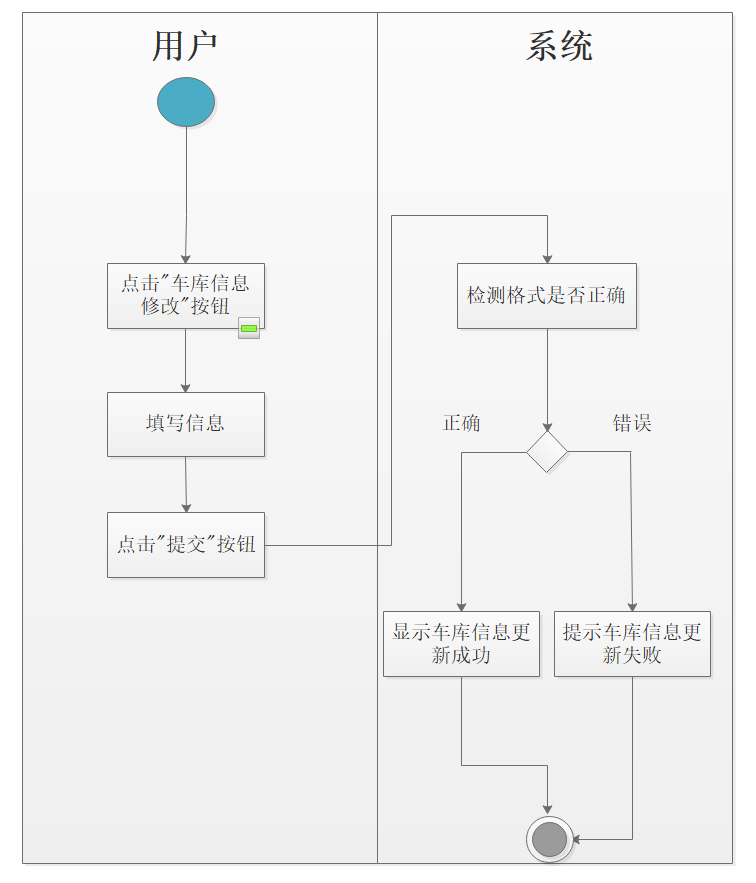 用户
系统
点击"车库信息
修改"按钮
填写信息
点击"提交"按钮
检测格式是否正确
正确
错误
显示车库信息更
新成功
提示车库信息更
新失败